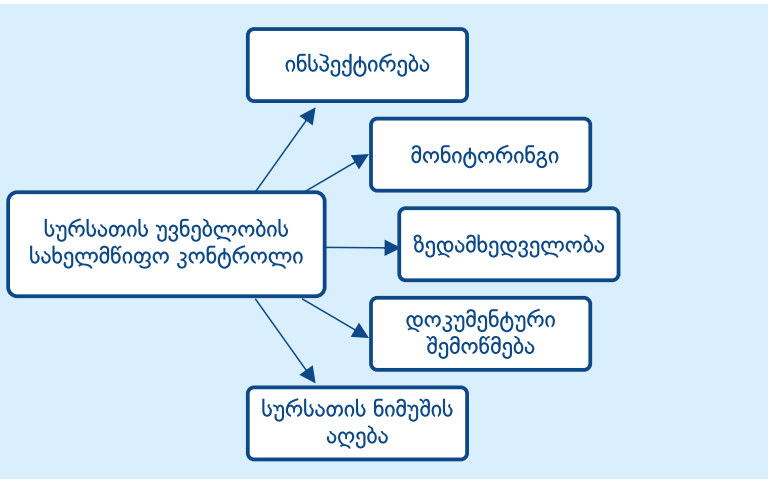 ინსპექტირება
მონიტორინგი
სურსათის უვნებლობის
სახელმწიფო კონტროლი
ზედამხედველობა
დოკუმენტური
შემოწმება
სურსათის ნიმუშის
აღება